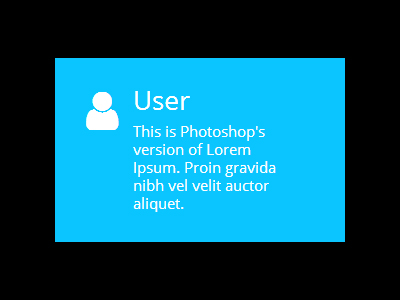 User
This is Photoshop's
version of Lorem
Ipsum. Proin gravida
nibh vel velit auctor
aliquet.